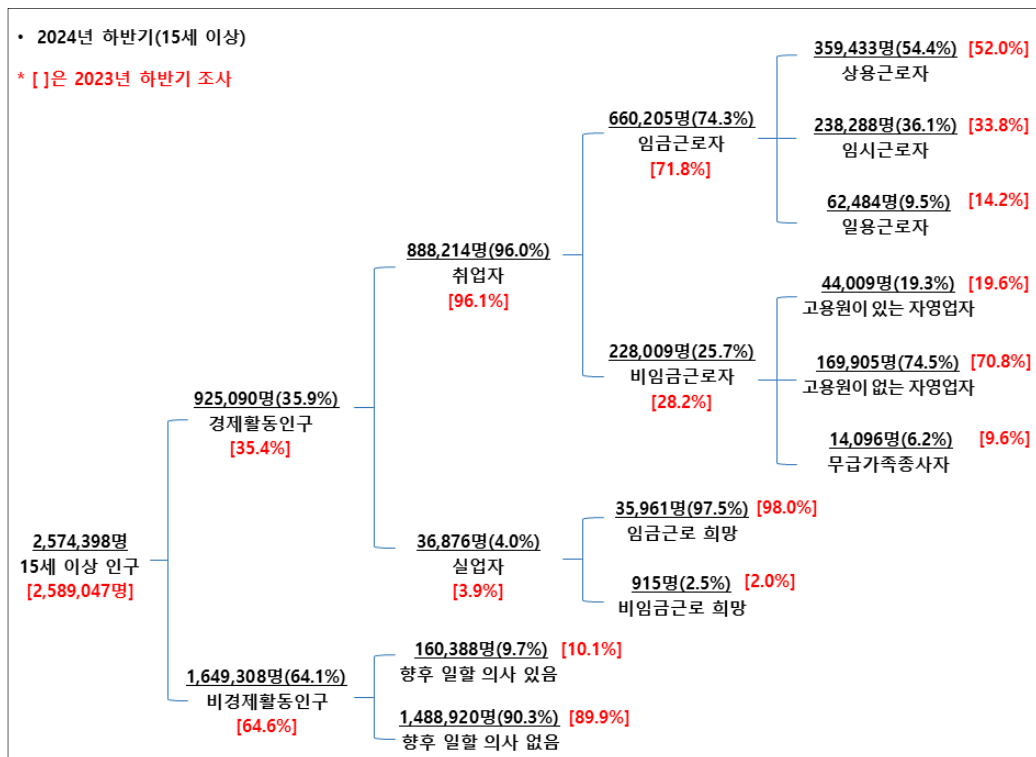 • 2024년 하반기(15세 이상)
* [ ]은 2023년 하반기 조사
2,574,398명
15세 이상 인구
[2,589,047명]
925,090명(35.9%)
경제활동인구
[35.4%]
888,214명(96.0%)
취업자
[96.1%]
660,205명(74.3%)
임금근로자
[71.8%]
359,433명(54.4%) [52.0%]
상용근로자
238,288명(36.1%) [33.8%]
임시근로자
62,484명(9.5%) [14.2%]
일용근로자
228,009명(25.7%)
비임금근로자
[28.2%]
44,009명(19.3%) [19.6%]
고용원이 있는 자영업자
169,905명(74.5%) [70.8%]
고용원이 없는 자영업자
14,096명(6.2%) [9.6%]
무급가족종사자
36,876명(4.0%)
실업자
[3.9%]
35,961명(97.5%) [98.0%]
임금근로 희망
915명(2.5%) [2.0%]
비임금근로 희망
1,649,308명(64.1%)
비경제활동인구
[64.6%]
160,388명(9.7%) [10.1%]
향후 일할 의사 있음
1,488,920명(90.3%) [89.9%]
향후 일할 의사 없음